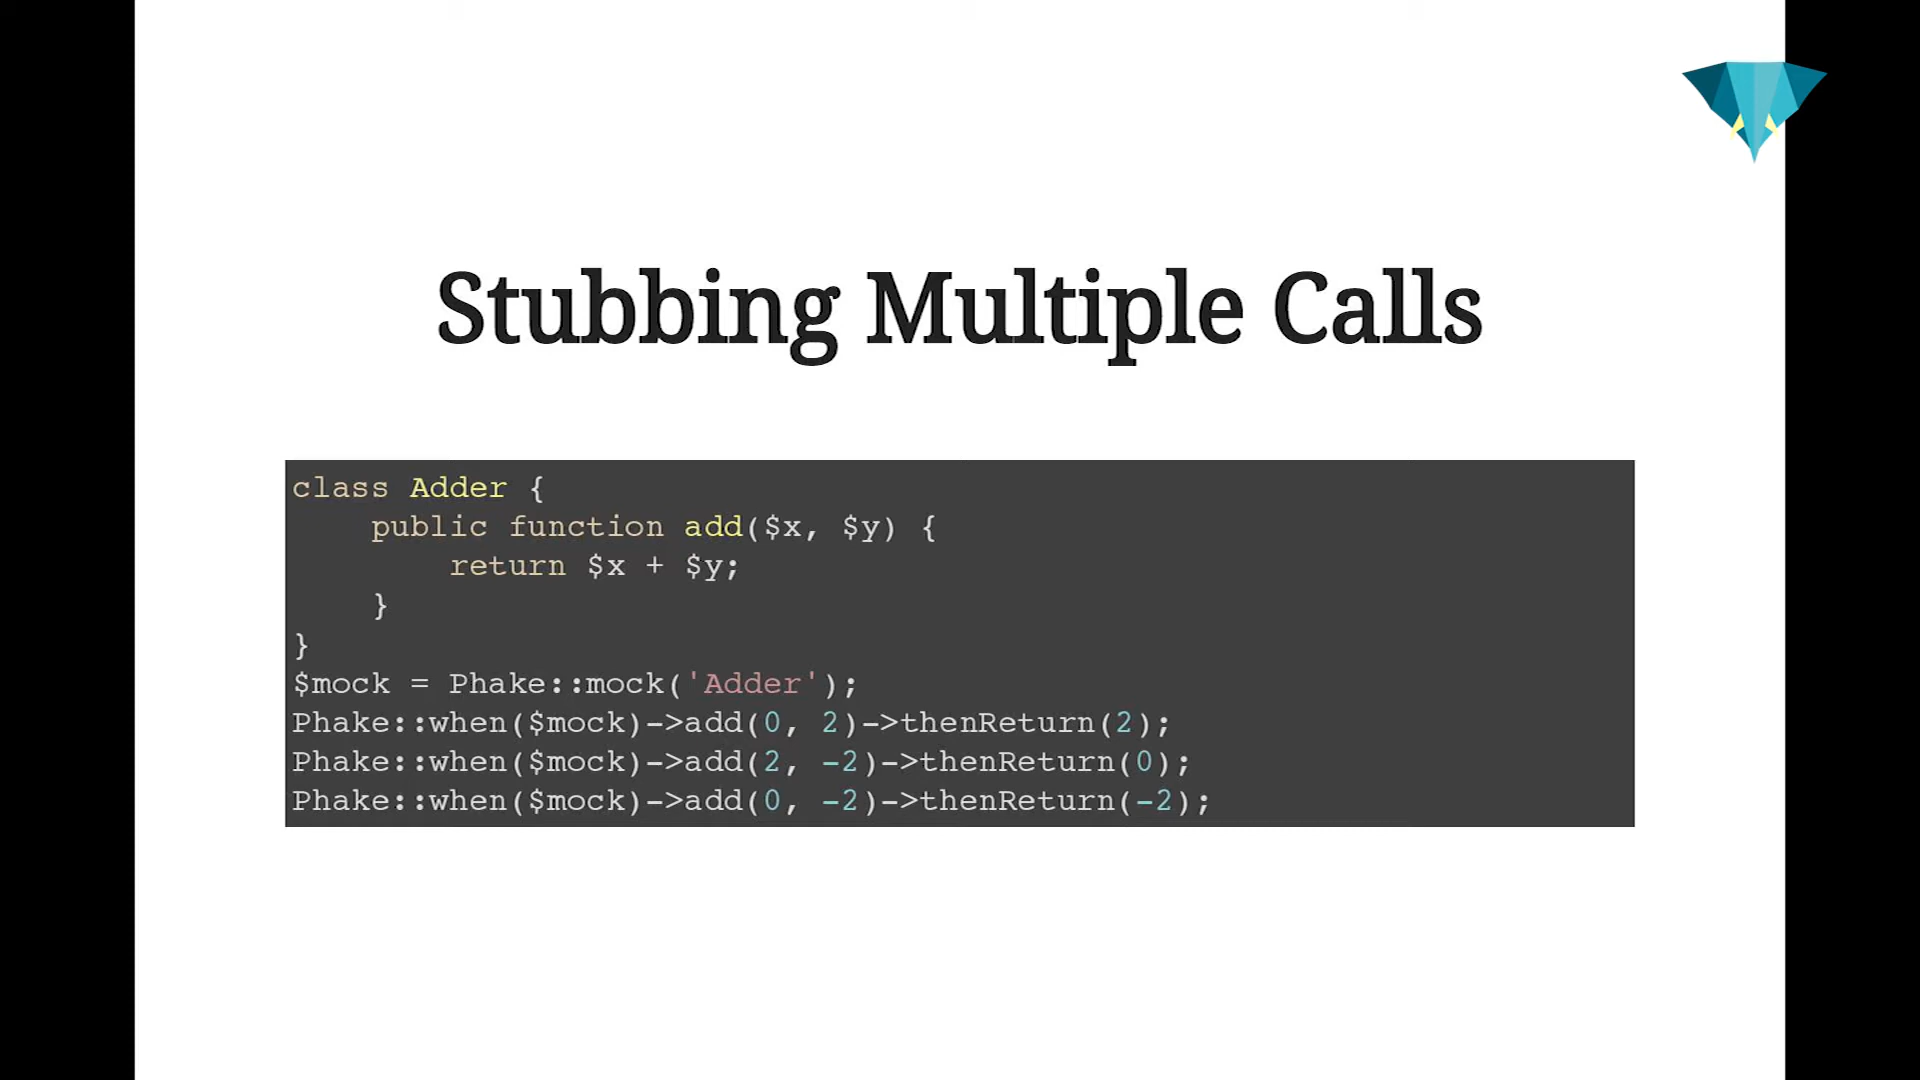 Stubbing Multiple Calls
class Adder {
    public function add($x, $y) {
        return $x + $y;
    }
}
$mock = Phake::mock('Adder');
Phake::when($mock)->add(0, 2)->thenReturn(2);
Phake::when($mock)->add(2, -2)->thenReturn(0);
Phake::when($mock)->add(0, -2)->thenReturn(-2);